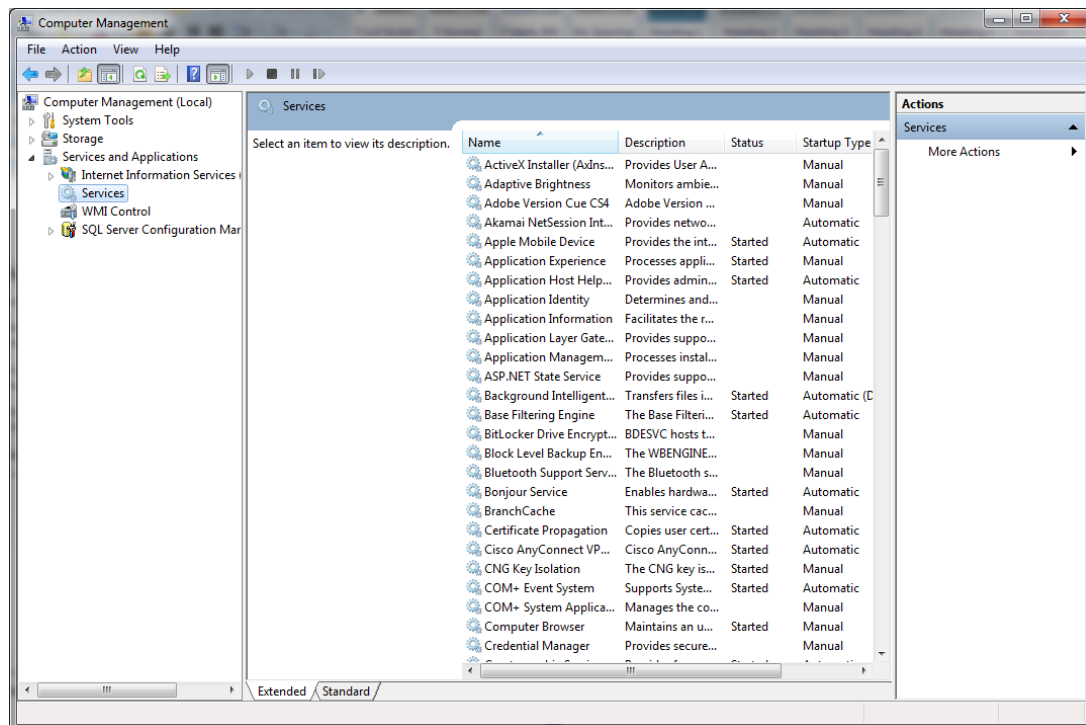 Computer Management
File Action View Help
Computer Management (Local)
System Tools
Storage
Services and Applications
Internet Information Services (
Services
WMI Control
SQL Server Configuration Mar
Services
Select an item to view its description.
Name Description Status Startup Type
ActiveX Installer (AxIns... Provides User A... Manual
Adaptive Brightness Monitors ambie... Manual
Adobe Version Cue CS4 Adobe Version ... Manual
Akamai NetSession Int... Provides netwo... Automatic
Apple Mobile Device Provides the int... Started Automatic
Application Experience Processes appli... Started Manual
Application Host Help... Provides admin... Started Automatic
Application Identity Determines and... Manual
Application Information Facilitates the r... Manual
Application Layer Gate... Provides suppo... Manual
Application Managem... Processes instal... Manual
ASP.NET State Service Provides suppo... Manual
Background Intelligent... Transfers files i... Started Automatic (D
Base Filtering Engine The Base Filteri... Started Automatic
BitLocker Drive Encrypt... BDESVC hosts t... Manual
Block Level Backup En... The WBENGINE... Manual
Bluetooth Support Serv... The Bluetooth s... Manual
Bonjour Service Enables hardwa... Started Automatic
BranchCache This service cac... Manual
Certificate Propagation Copies user cert... Started Automatic
Cisco AnyConnect VP... Cisco AnyConn... Started Automatic
CNG Key Isolation The CNG key is... Started Manual
COM+ Event System Supports Syste... Started Automatic
COM+ System Applica... Manages the co... Manual
Computer Browser Maintains an u... Started Manual
Credential Manager Provides secure... Manual
Extended Standard
Actions
Services
More Actions